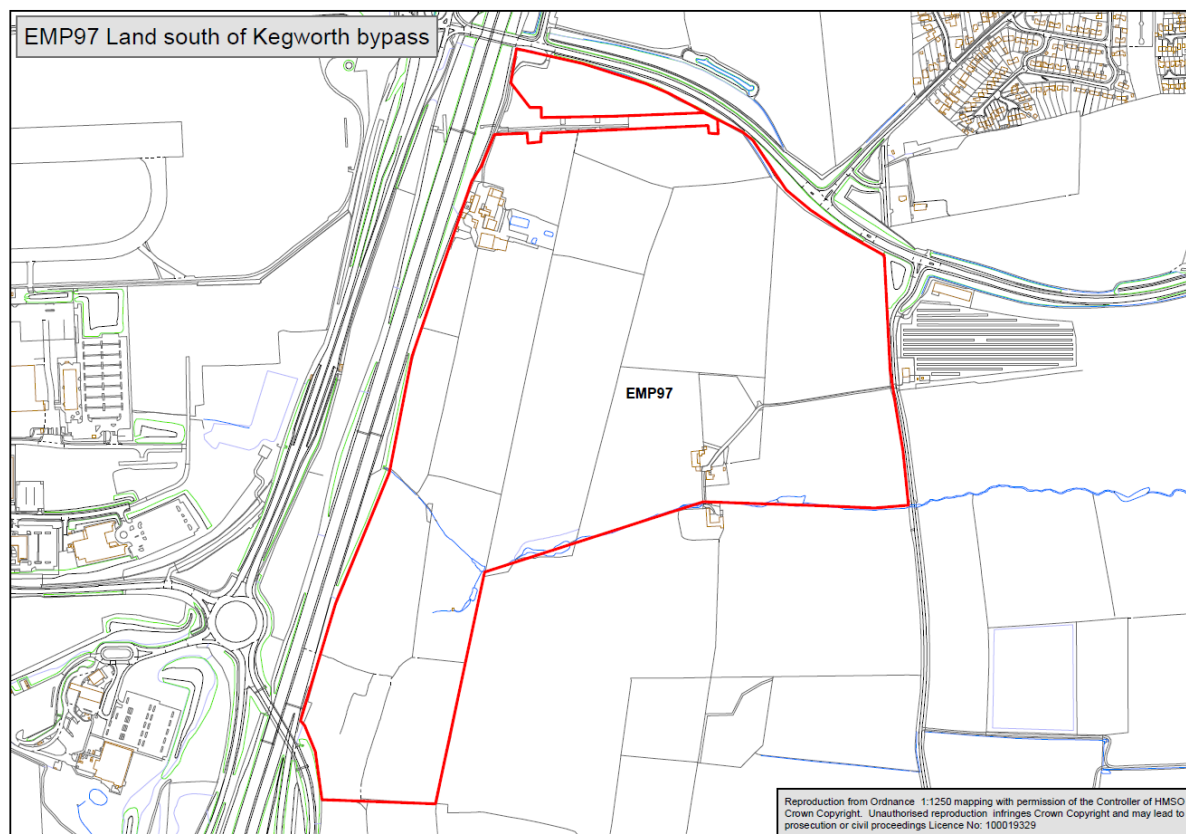 EMP97 Land south of Kegworth bypass
EMP97
Reproduction from Ordnance 1:1250 mapping with permission of the Controller of HMSO
Crown Copyright. Unauthorised reproduction infringes Crown Copyright and may lead to
prosecution or civil proceedings Licence No: 100019329